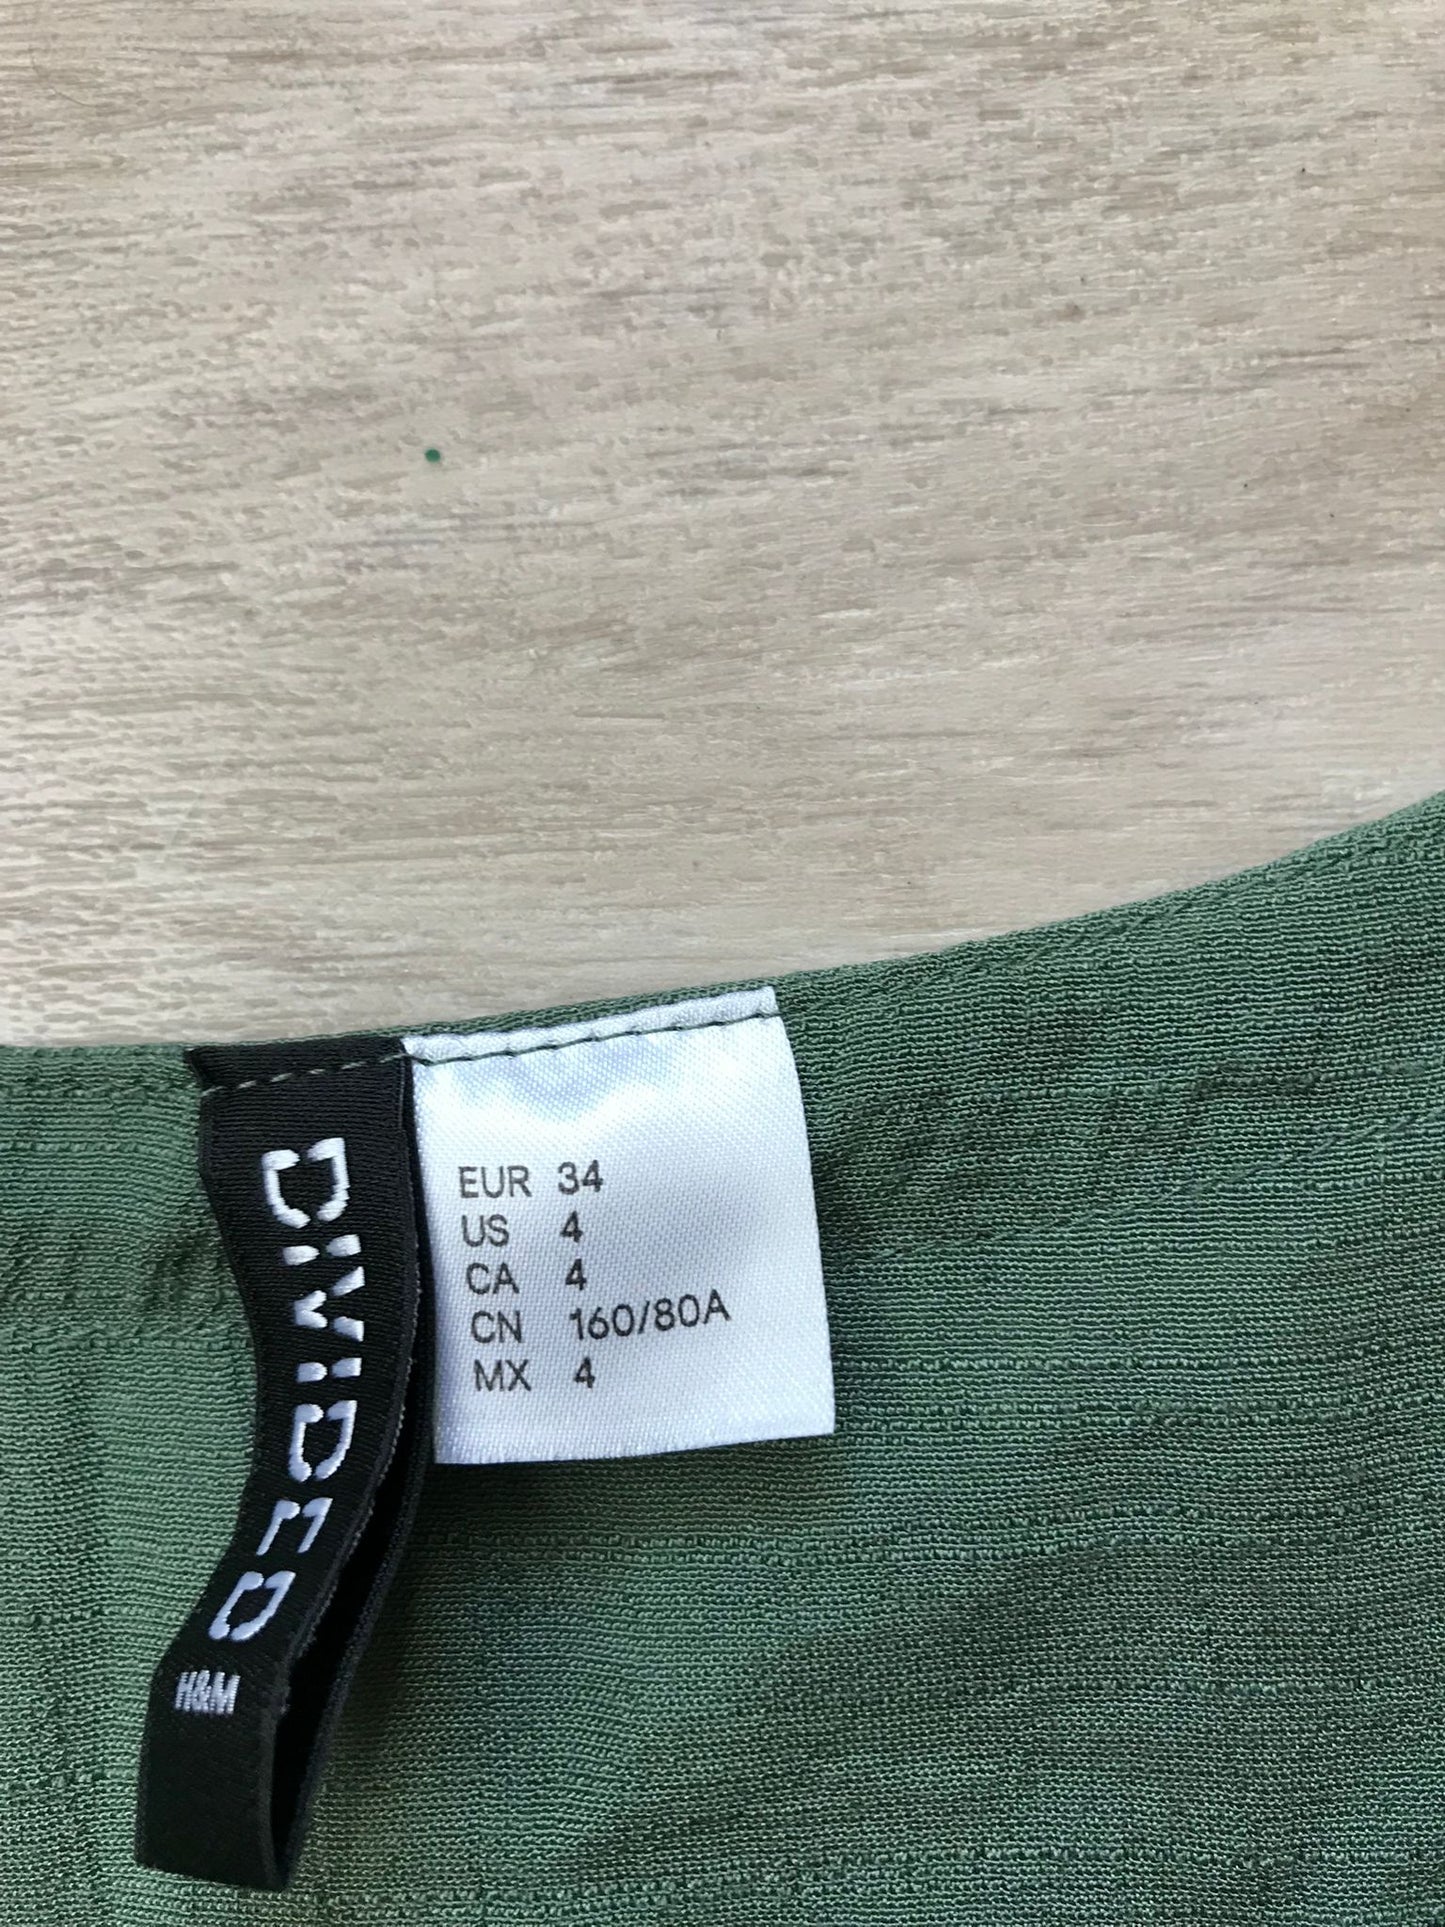 DIVIDED
H&M
EUR 34
US 4
CA 4
CN 160/80A
MX 4